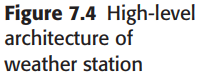 Figure 7.4 High-level
architecture of
weather station